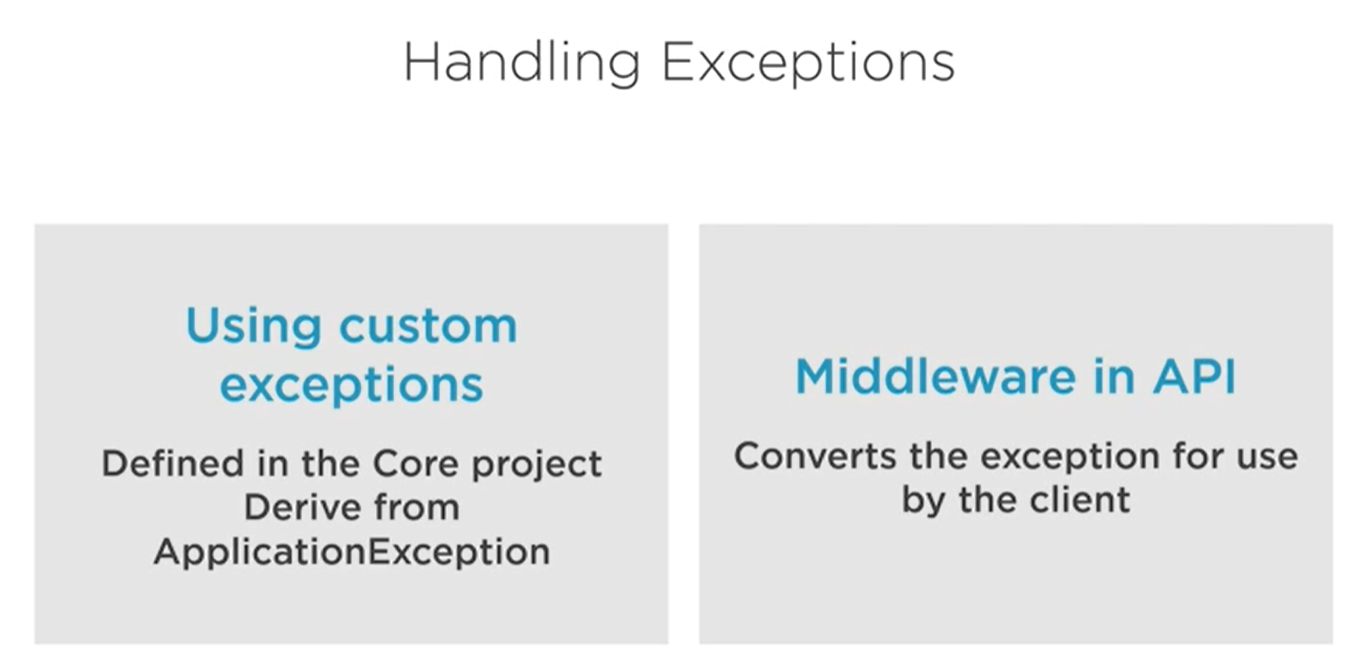 Handling Exceptions
Using custom
exceptions
Defined in the Core project
Derive from
ApplicationException
Middleware in API
Converts the exception for use
by the client